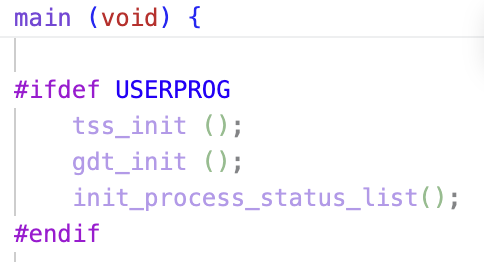 main (void) {
#ifdef USERPROG
tss_init ();
gdt_init ();
init_process_status_list();
#endif